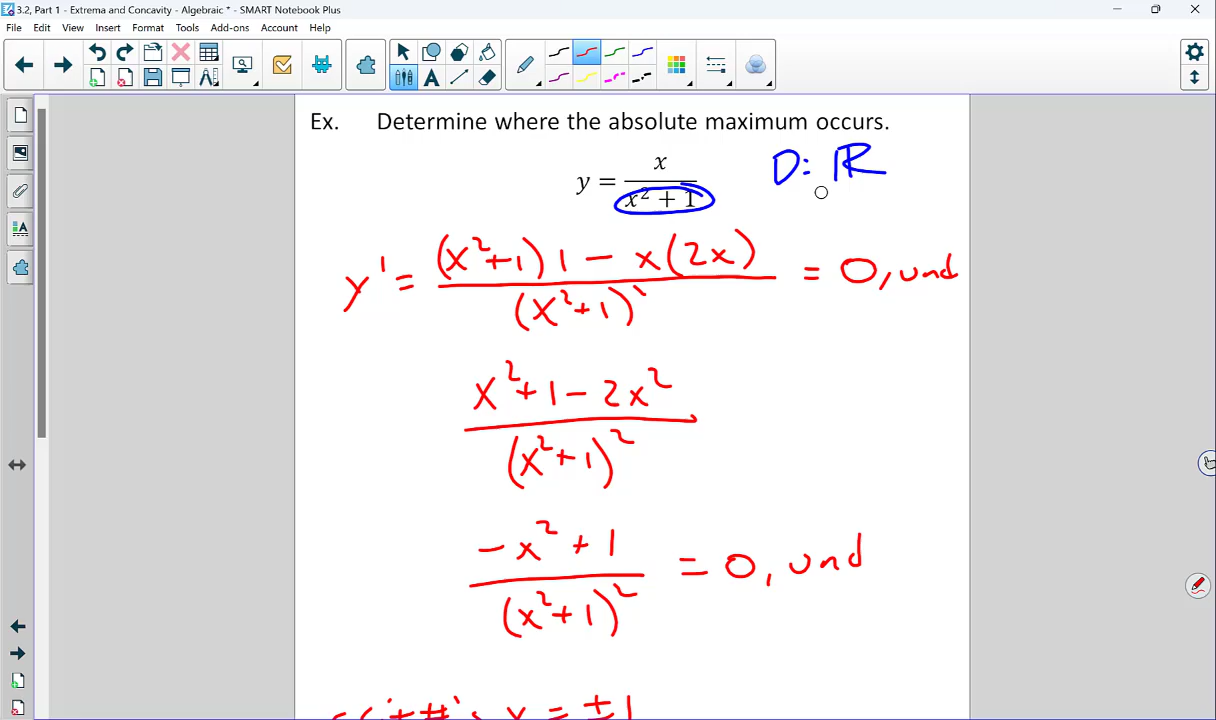 3.2, Part 1 - Extrema and Concavity - Algebraic * - SMART Notebook Plus
File Edit View Insert Format Tools Add-ons Account Help
Ex. Determine where the absolute maximum occurs.
y = x / (x² + 1)
D: ℝ
y' = ((x²+1)1 − x(2x)) / (x²+1)² = 0, und
(x²+1−2x²) / (x²+1)²
(−x²+1) / (x²+1)² = 0, und
x = ±1